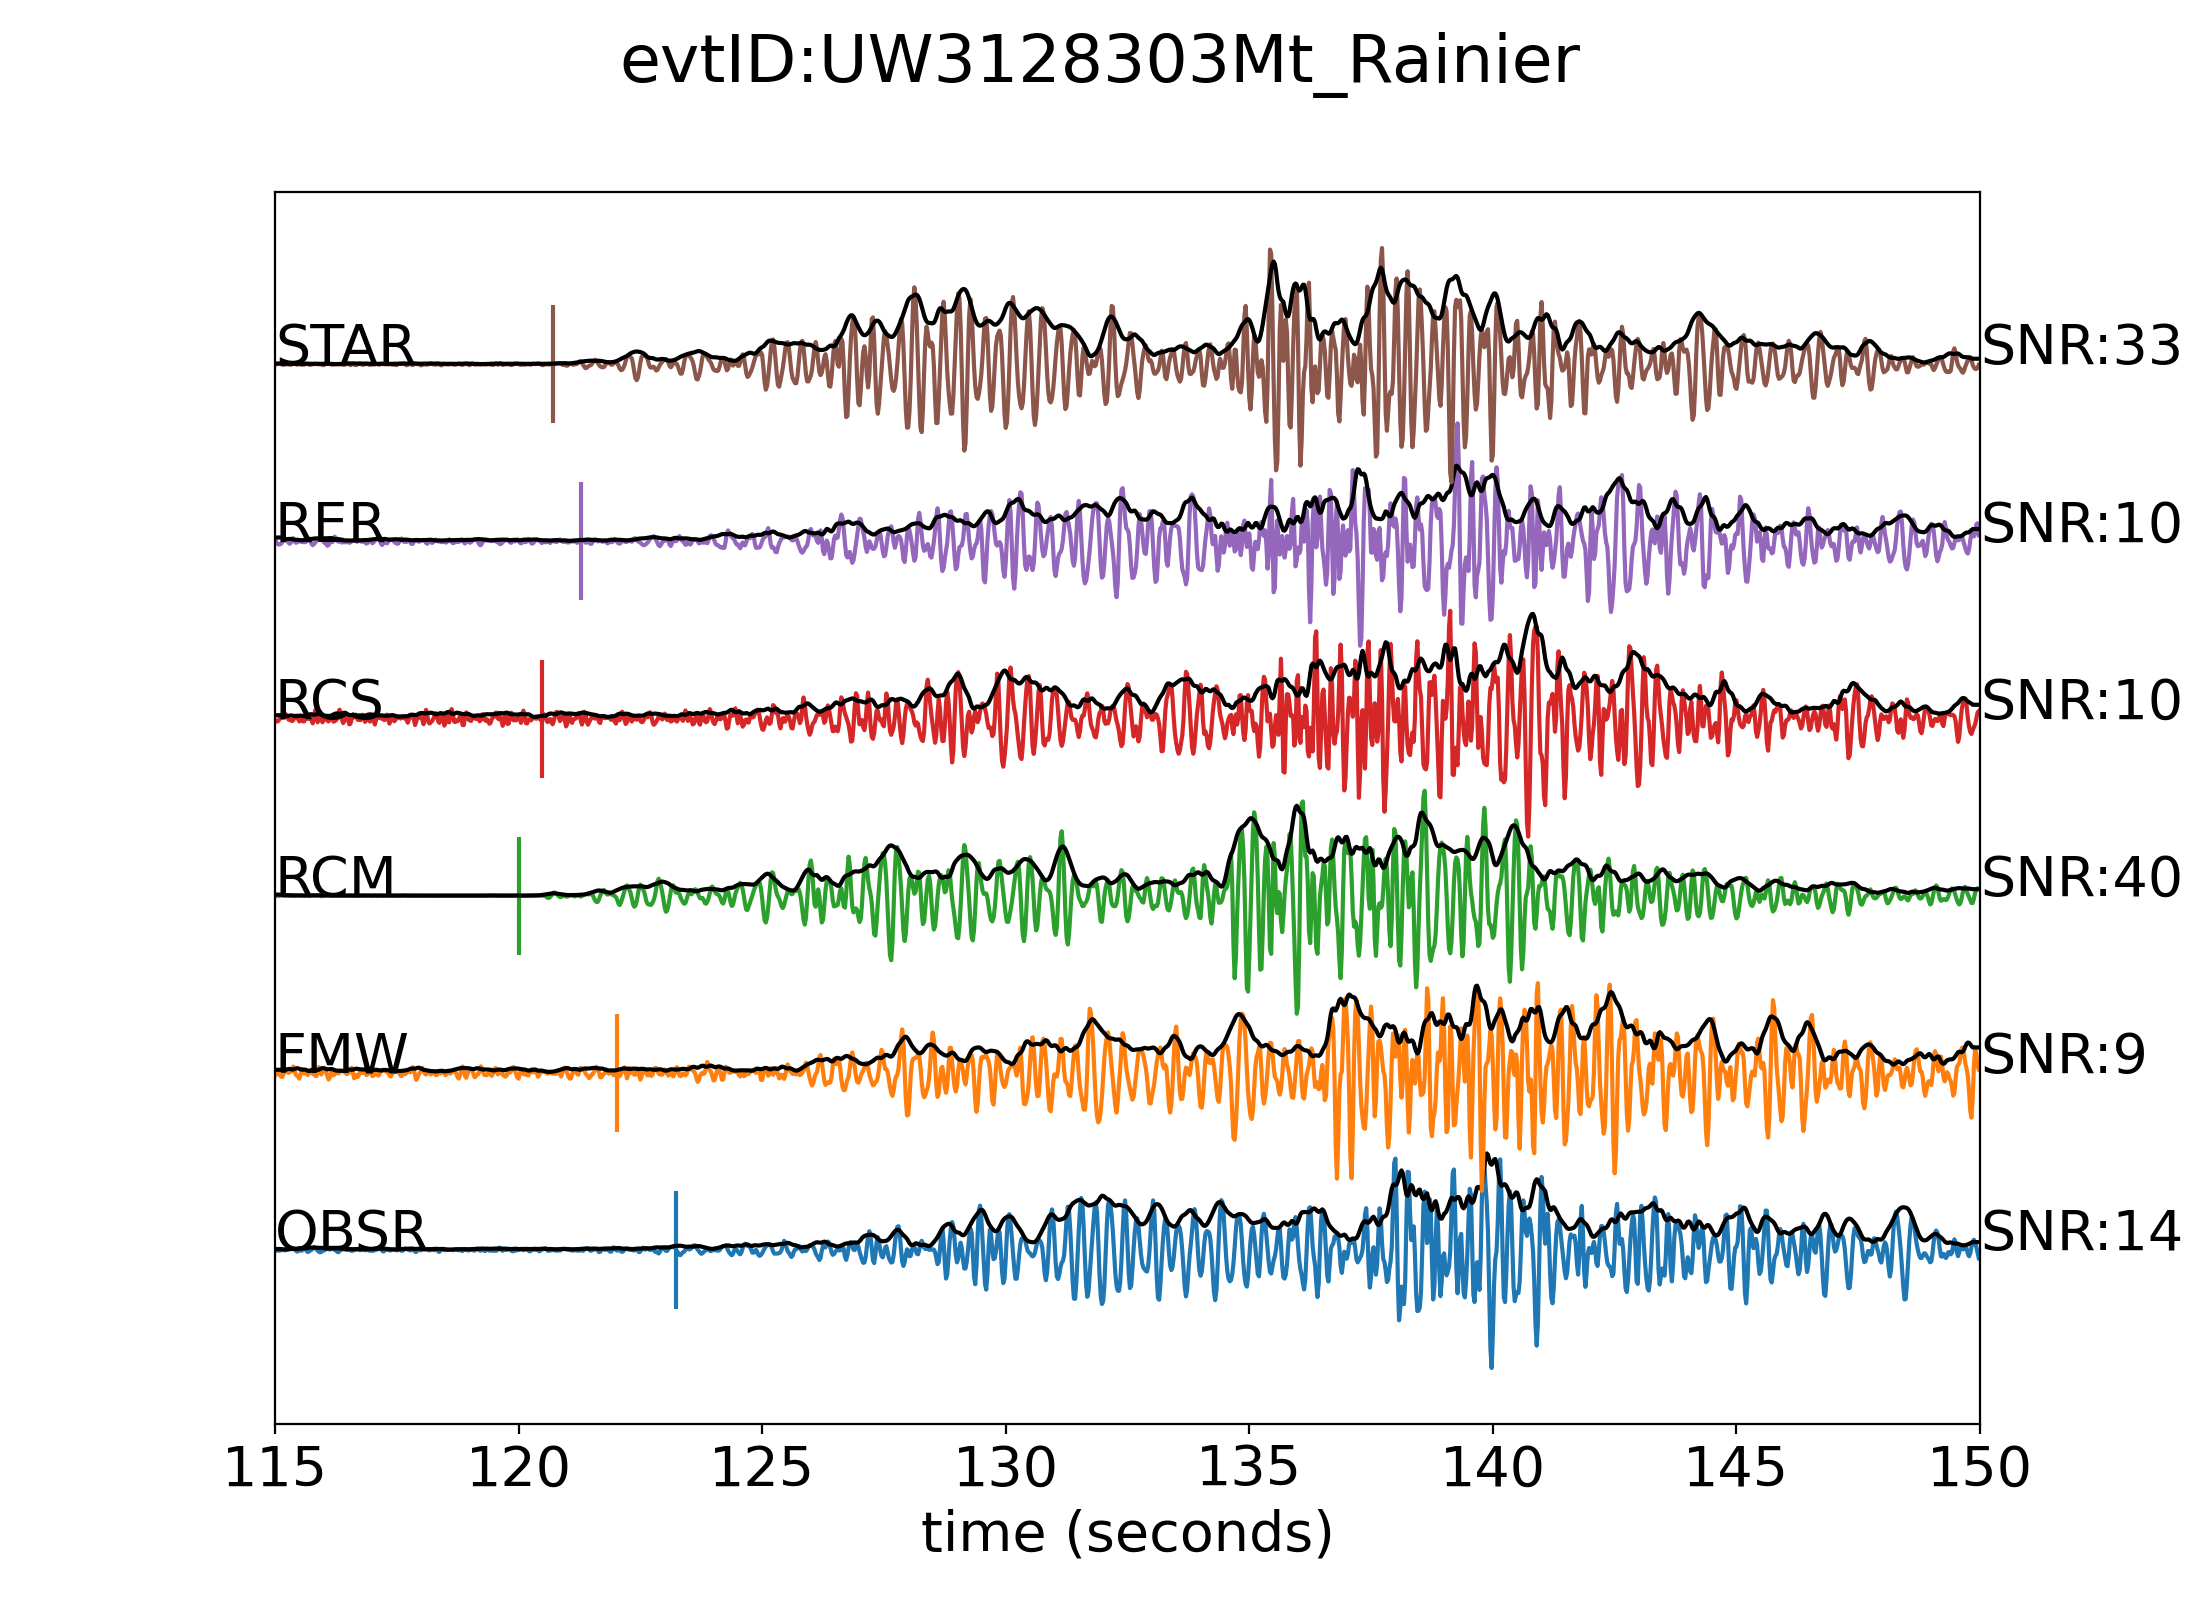 evtID:UW3128303Mt_Rainier
STAR SNR:33
RER SNR:10
RCS SNR:10
RCM SNR:40
FMW SNR:9
OBSR SNR:14
115 120 125 130 135 140 145 150
time (seconds)